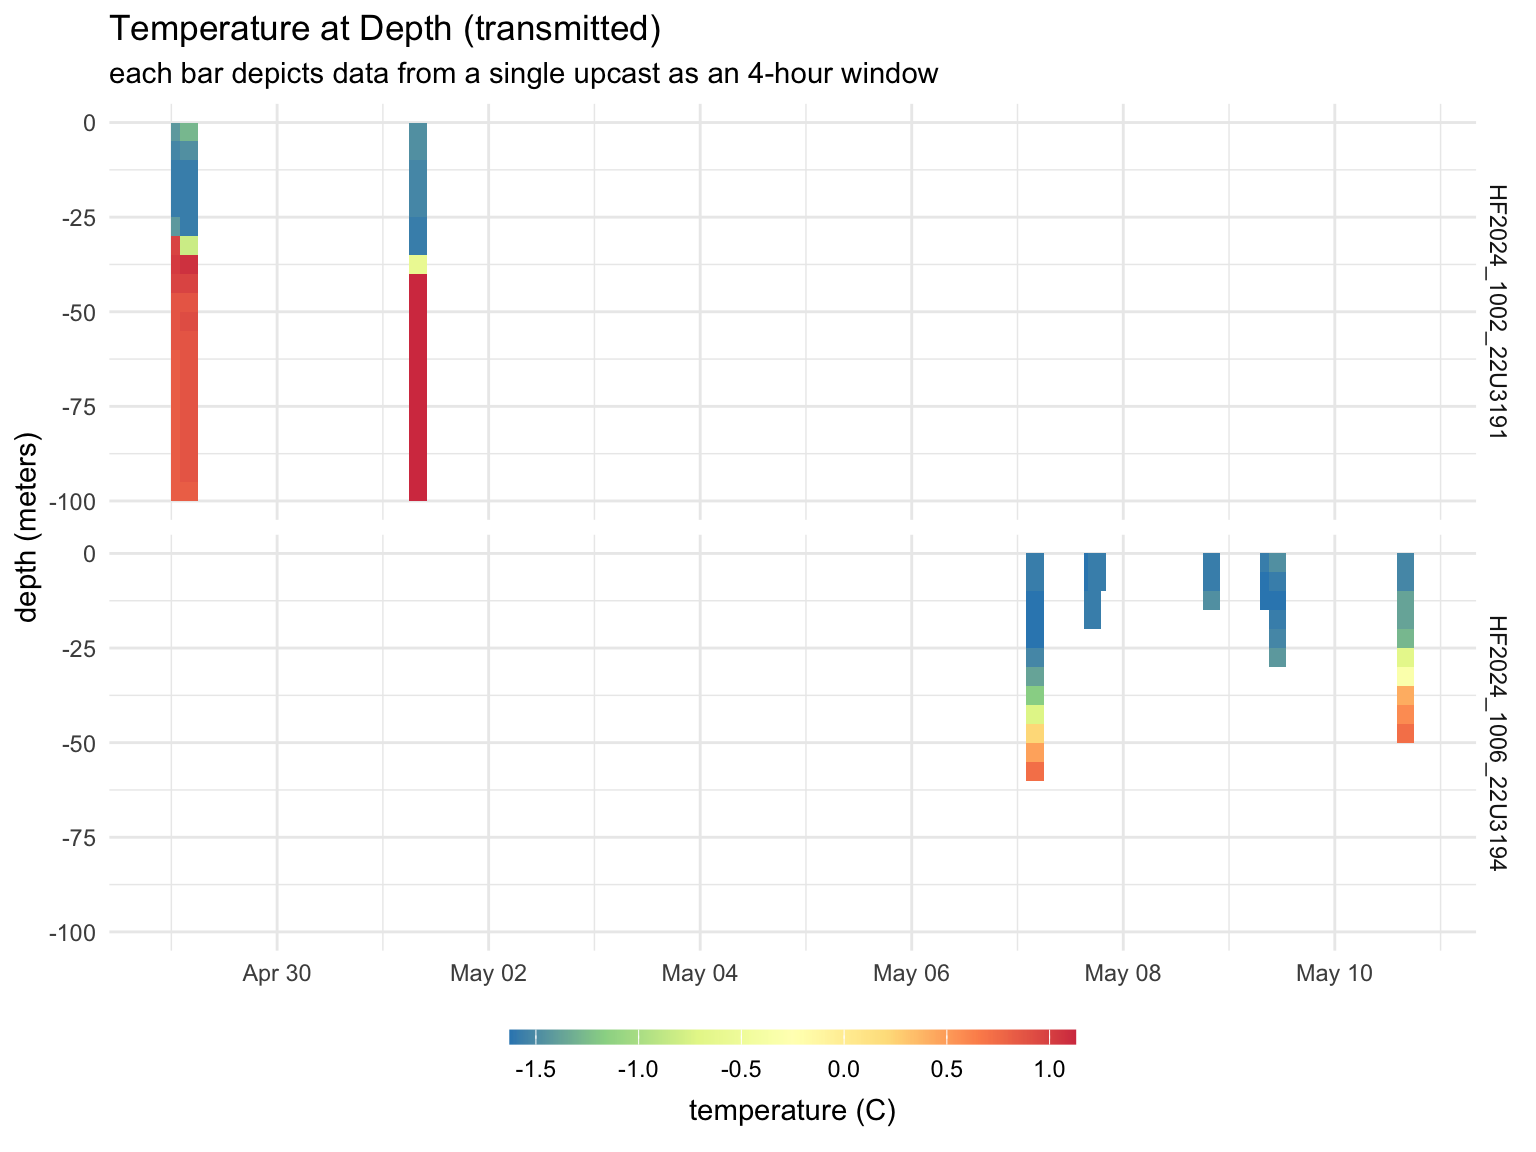 Temperature at Depth (transmitted)
each bar depicts data from a single upcast as an 4-hour window
depth (meters)
0
-25
-50
-75
-100
HF2024_1002_22U3191
0
-25
-50
-75
-100
HF2024_1006_22U3194
Apr 30
May 02
May 04
May 06
May 08
May 10
-1.5
-1.0
-0.5
0.0
0.5
1.0
temperature (C)